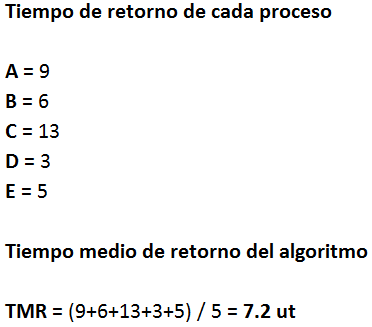 Tiempo de retorno de cada proceso
A = 9
B = 6
C = 13
D = 3
E = 5
Tiempo medio de retorno del algoritmo
TMR = (9+6+13+3+5) / 5 = 7.2 ut